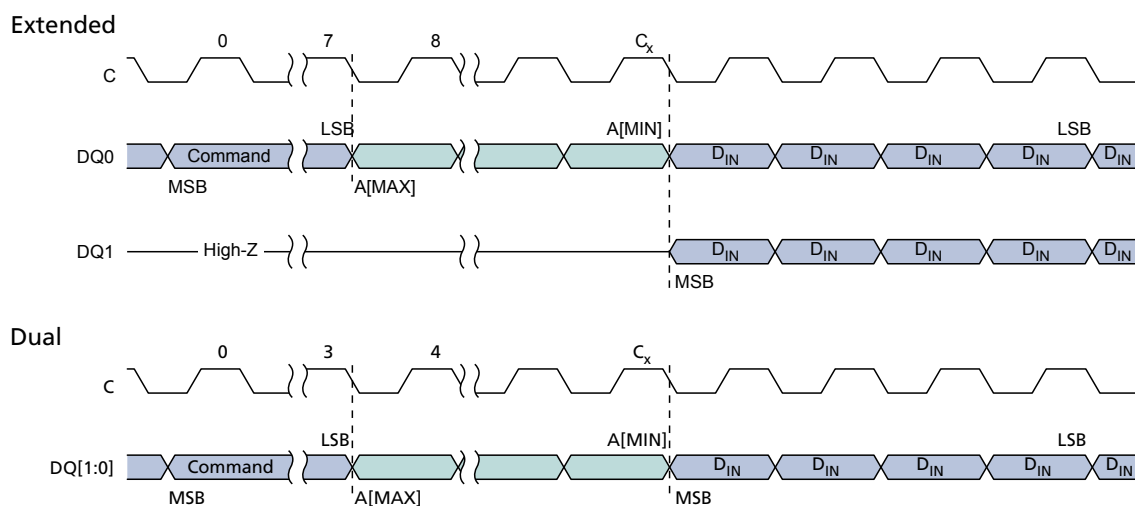 Extended
0 7 8 Cx
C
LSB A[MIN] LSB
DQ0 Command DIN DIN DIN DIN DIN
MSB A[MAX]
DQ1 High-Z DIN DIN DIN DIN DIN
MSB
Dual
0 3 4 Cx
C
LSB A[MIN] LSB
DQ[1:0] Command DIN DIN DIN DIN DIN
MSB A[MAX] MSB